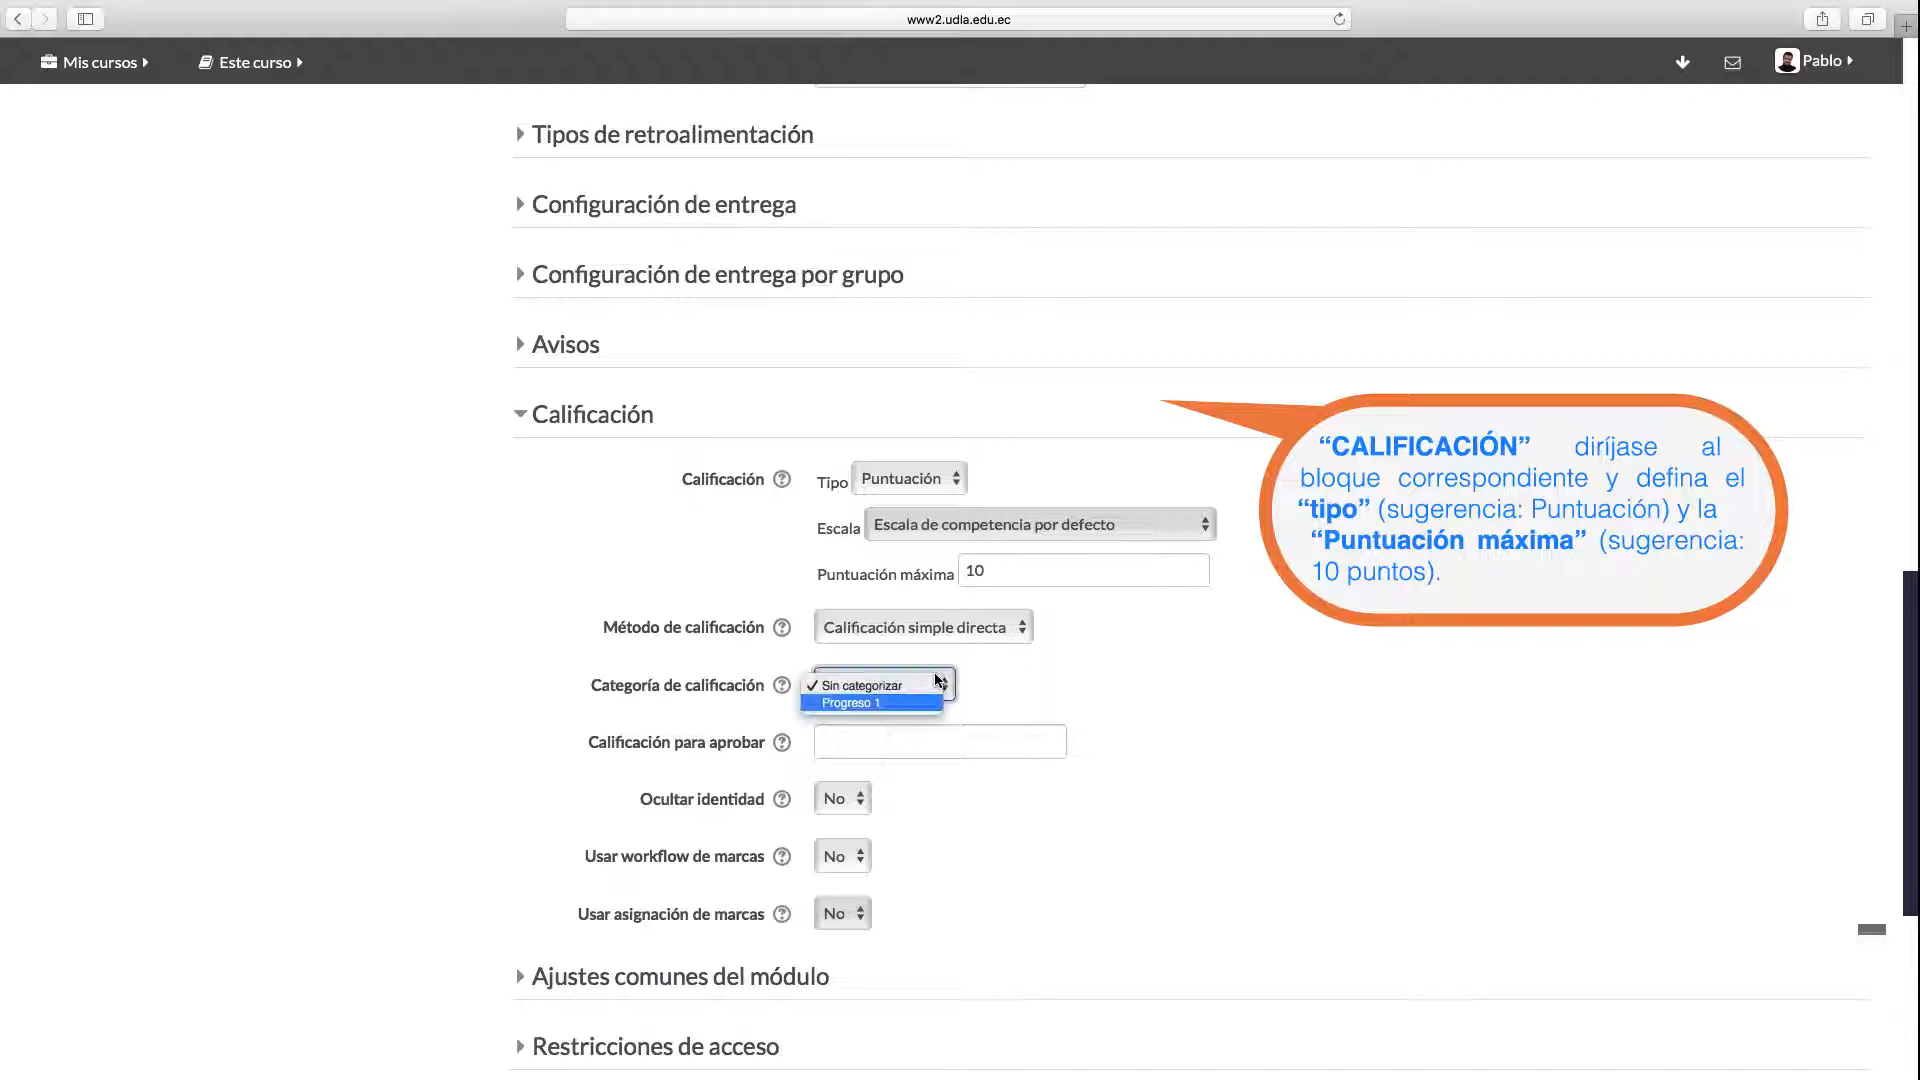 www2.udla.edu.ec
Mis cursos
Este curso
Pablo
Tipos de retroalimentación
Configuración de entrega
Configuración de entrega por grupo
Avisos
Calificación
Calificación
Tipo
Puntuación
Escala
Escala de competencia por defecto
Puntuación máxima
10
Método de calificación
Calificación simple directa
Categoría de calificación
✓ Sin categorizar
Progreso 1
Calificación para aprobar
Ocultar identidad
No
Usar workflow de marcas
No
Usar asignación de marcas
No
Ajustes comunes del módulo
Restricciones de acceso
“CALIFICACIÓN” diríjase al
bloque correspondiente y defina el
“tipo” (sugerencia: Puntuación) y la
“Puntuación máxima” (sugerencia:
10 puntos).